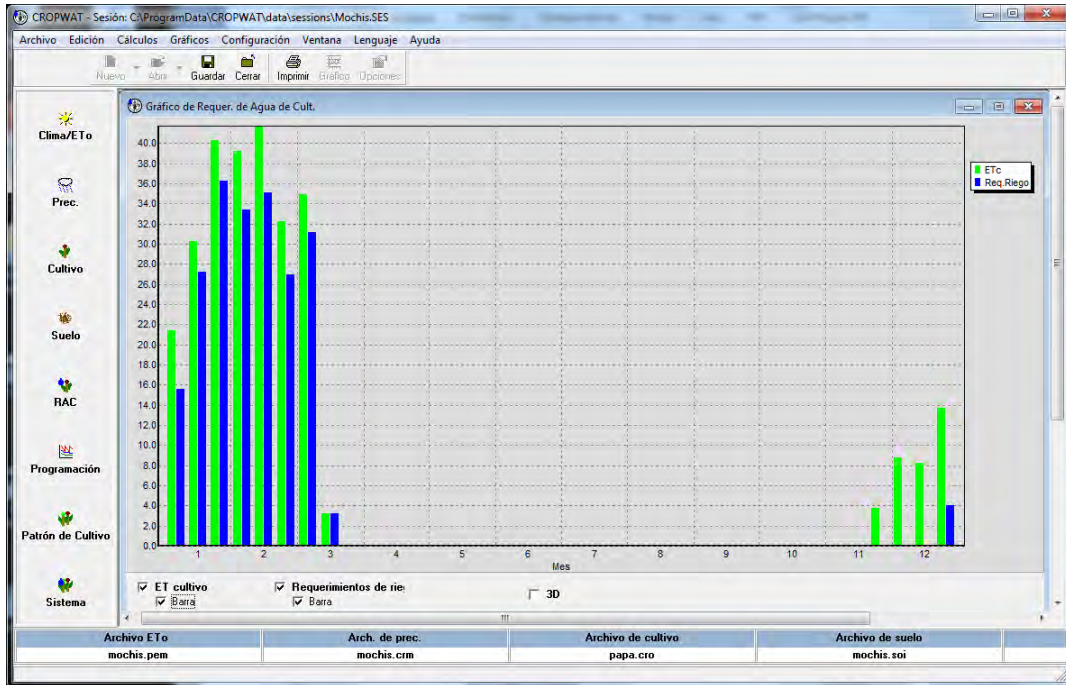 CROPWAT - Sesión: C:\ProgramData\CROPWAT\data\sessions\Mochis.SES
Archivo Edición Cálculos Gráficos Configuración Ventana Lenguaje Ayuda
Nuevo Abrir Guardar Cerrar Imprimir Gráfico Opciones
Clima/ETo
Prec.
Cultivo
Suelo
RAC
Programación
Patrón de Cultivo
Sistema
Gráfico de Requer. de Agua de Cult.
40.0
38.0
36.0
34.0
32.0
30.0
28.0
26.0
24.0
22.0
20.0
18.0
16.0
14.0
12.0
10.0
8.0
6.0
4.0
2.0
0.0
1 2 3 4 5 6 7 8 9 10 11 12
Mes
ETc
Req.Riego
ET cultivo Requerimientos de rie 3D
Barra Barra
Archivo ETo Arch. de prec. Archivo de cultivo Archivo de suelo
mochis.pem mochis.crm papa.cro mochis.soi